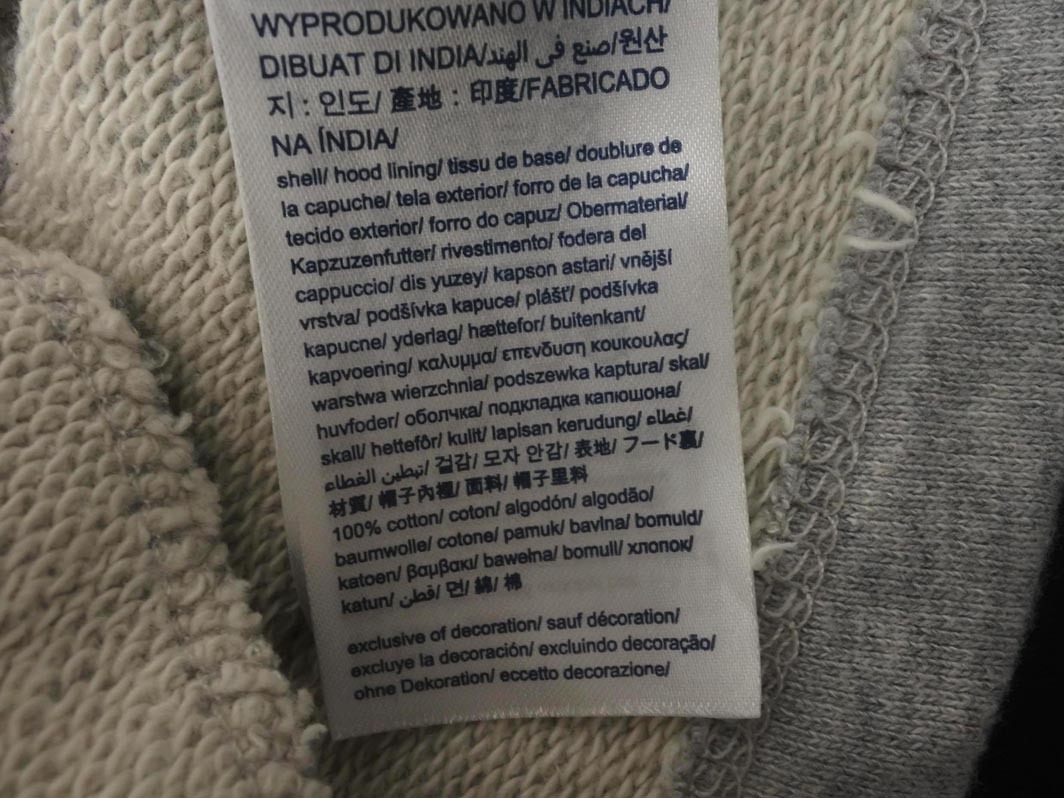 WYPRODUKOWANO W INDIACH/
DIBUAT DI INDIA/صنع في الهند/원산
지 : 인도/ 產地 : 印度/FABRICADO
NA ÍNDIA/
shell/ hood lining/ tissu de base/ doublure de
la capuche/ tela exterior/ forro de la capucha/
tecido exterior/ forro do capuz/ Obermaterial/
Kapzuzenfutter/ rivestimento/ fodera del
cappuccio/ dis yuzey/ kapson astari/ vnější
vrstva/ podšívka kapuce/ plášť/ podšívka
kapucne/ yderlag/ hættefor/ buitenkant/
kapvoering/ καλυμμα/ επενδυση κουκουλας/
warstwa wierzchnia/ podszewka kaptura/ skal/
huvfoder/ оболчка/ подкладка капюшона/
skall/ hettefôr/ kulit/ lapisan kerudung/ غطاء/
تبطين الغطاء/ 겉감/ 모자 안감/ 表地/ フード裏/
材質/ 帽子內裡/ 面料/ 帽子里料
100% cotton/ coton/ algodón/ algodão/
baumwolle/ cotone/ pamuk/ bavlna/ bomuld/
katoen/ βαμβακι/ bawełna/ bomull/ хлопок/
katun/ قطن/ 면/ 綿/ 棉
exclusive of decoration/ sauf décoration/
excluye la decoración/ excluindo decoração/
ohne Dekoration/ eccetto decorazione/